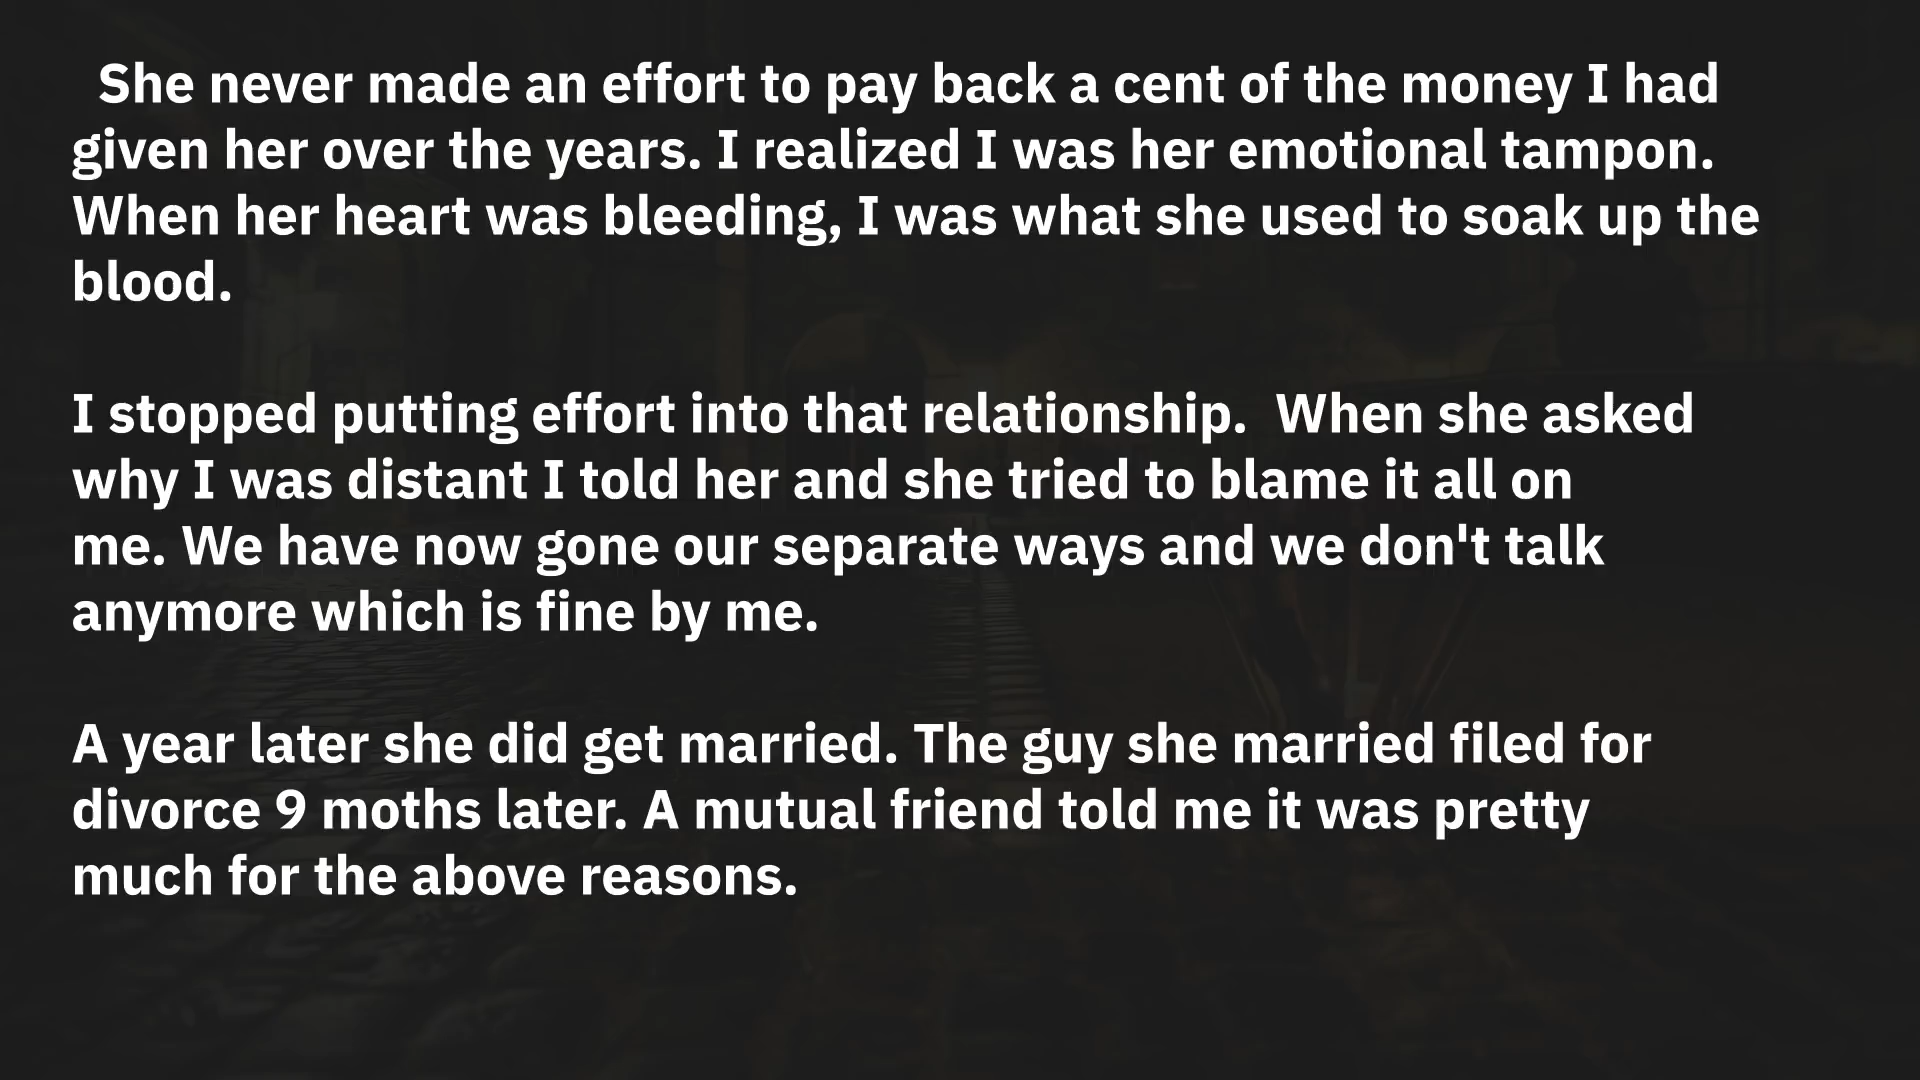 She never made an effort to pay back a cent of the money I had
given her over the years. I realized I was her emotional tampon.
When her heart was bleeding, I was what she used to soak up the
blood.
I stopped putting effort into that relationship.  When she asked
why I was distant I told her and she tried to blame it all on
me. We have now gone our separate ways and we don't talk
anymore which is fine by me.
A year later she did get married. The guy she married filed for
divorce 9 moths later. A mutual friend told me it was pretty
much for the above reasons.